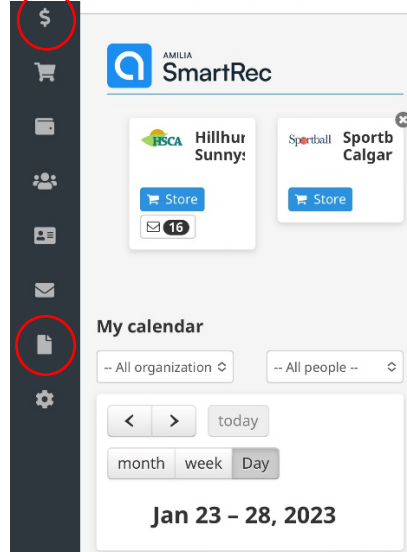 AMILIA
SmartRec
HSCA Hillhur
Sunny
Store
16
Sportball Sportb
Calgar
Store
My calendar
-- All organization
-- All people --
today
month week Day
Jan 23 – 28, 2023